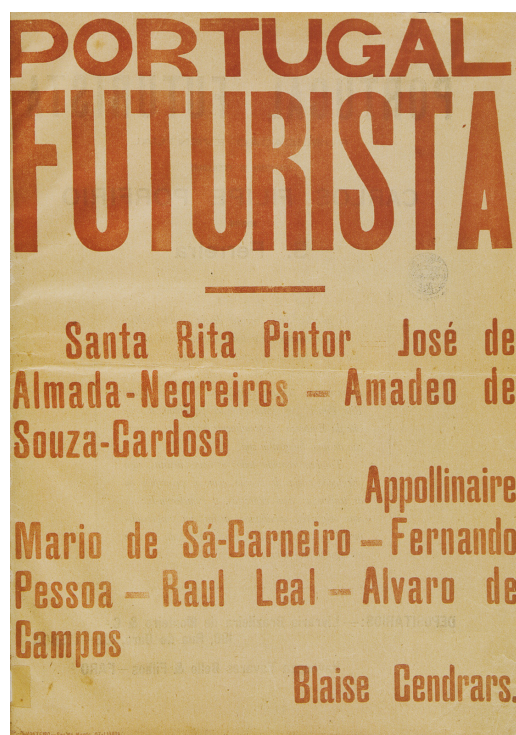 PORTUGAL
FUTURISTA
Santa Rita Pintor José de
Almada-Negreiros — Amadeo de
Souza-Cardoso
Appollinaire
Mario de Sá-Carneiro — Fernando
Pessoa — Raul Leal — Alvaro de
Campos
Blaise Cendrars.